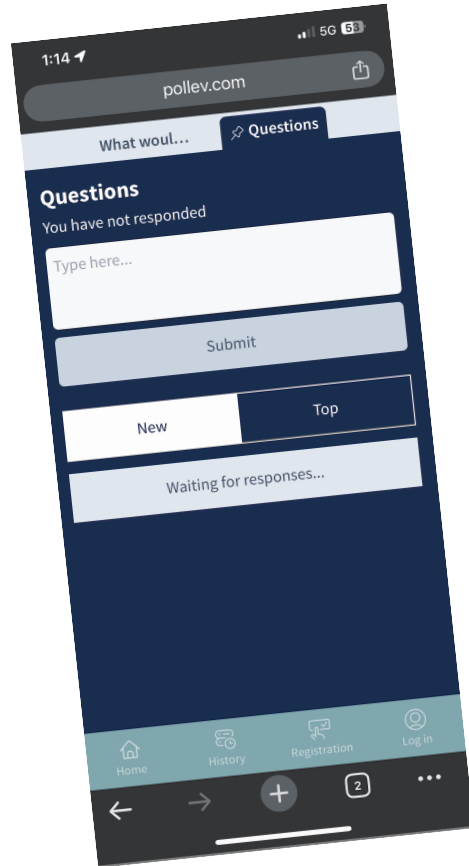 1:14
5G 53
pollev.com
What woul...
Questions
Questions
You have not responded
Type here...
Submit
New Top
Waiting for responses...
Home History Registration Log in
2